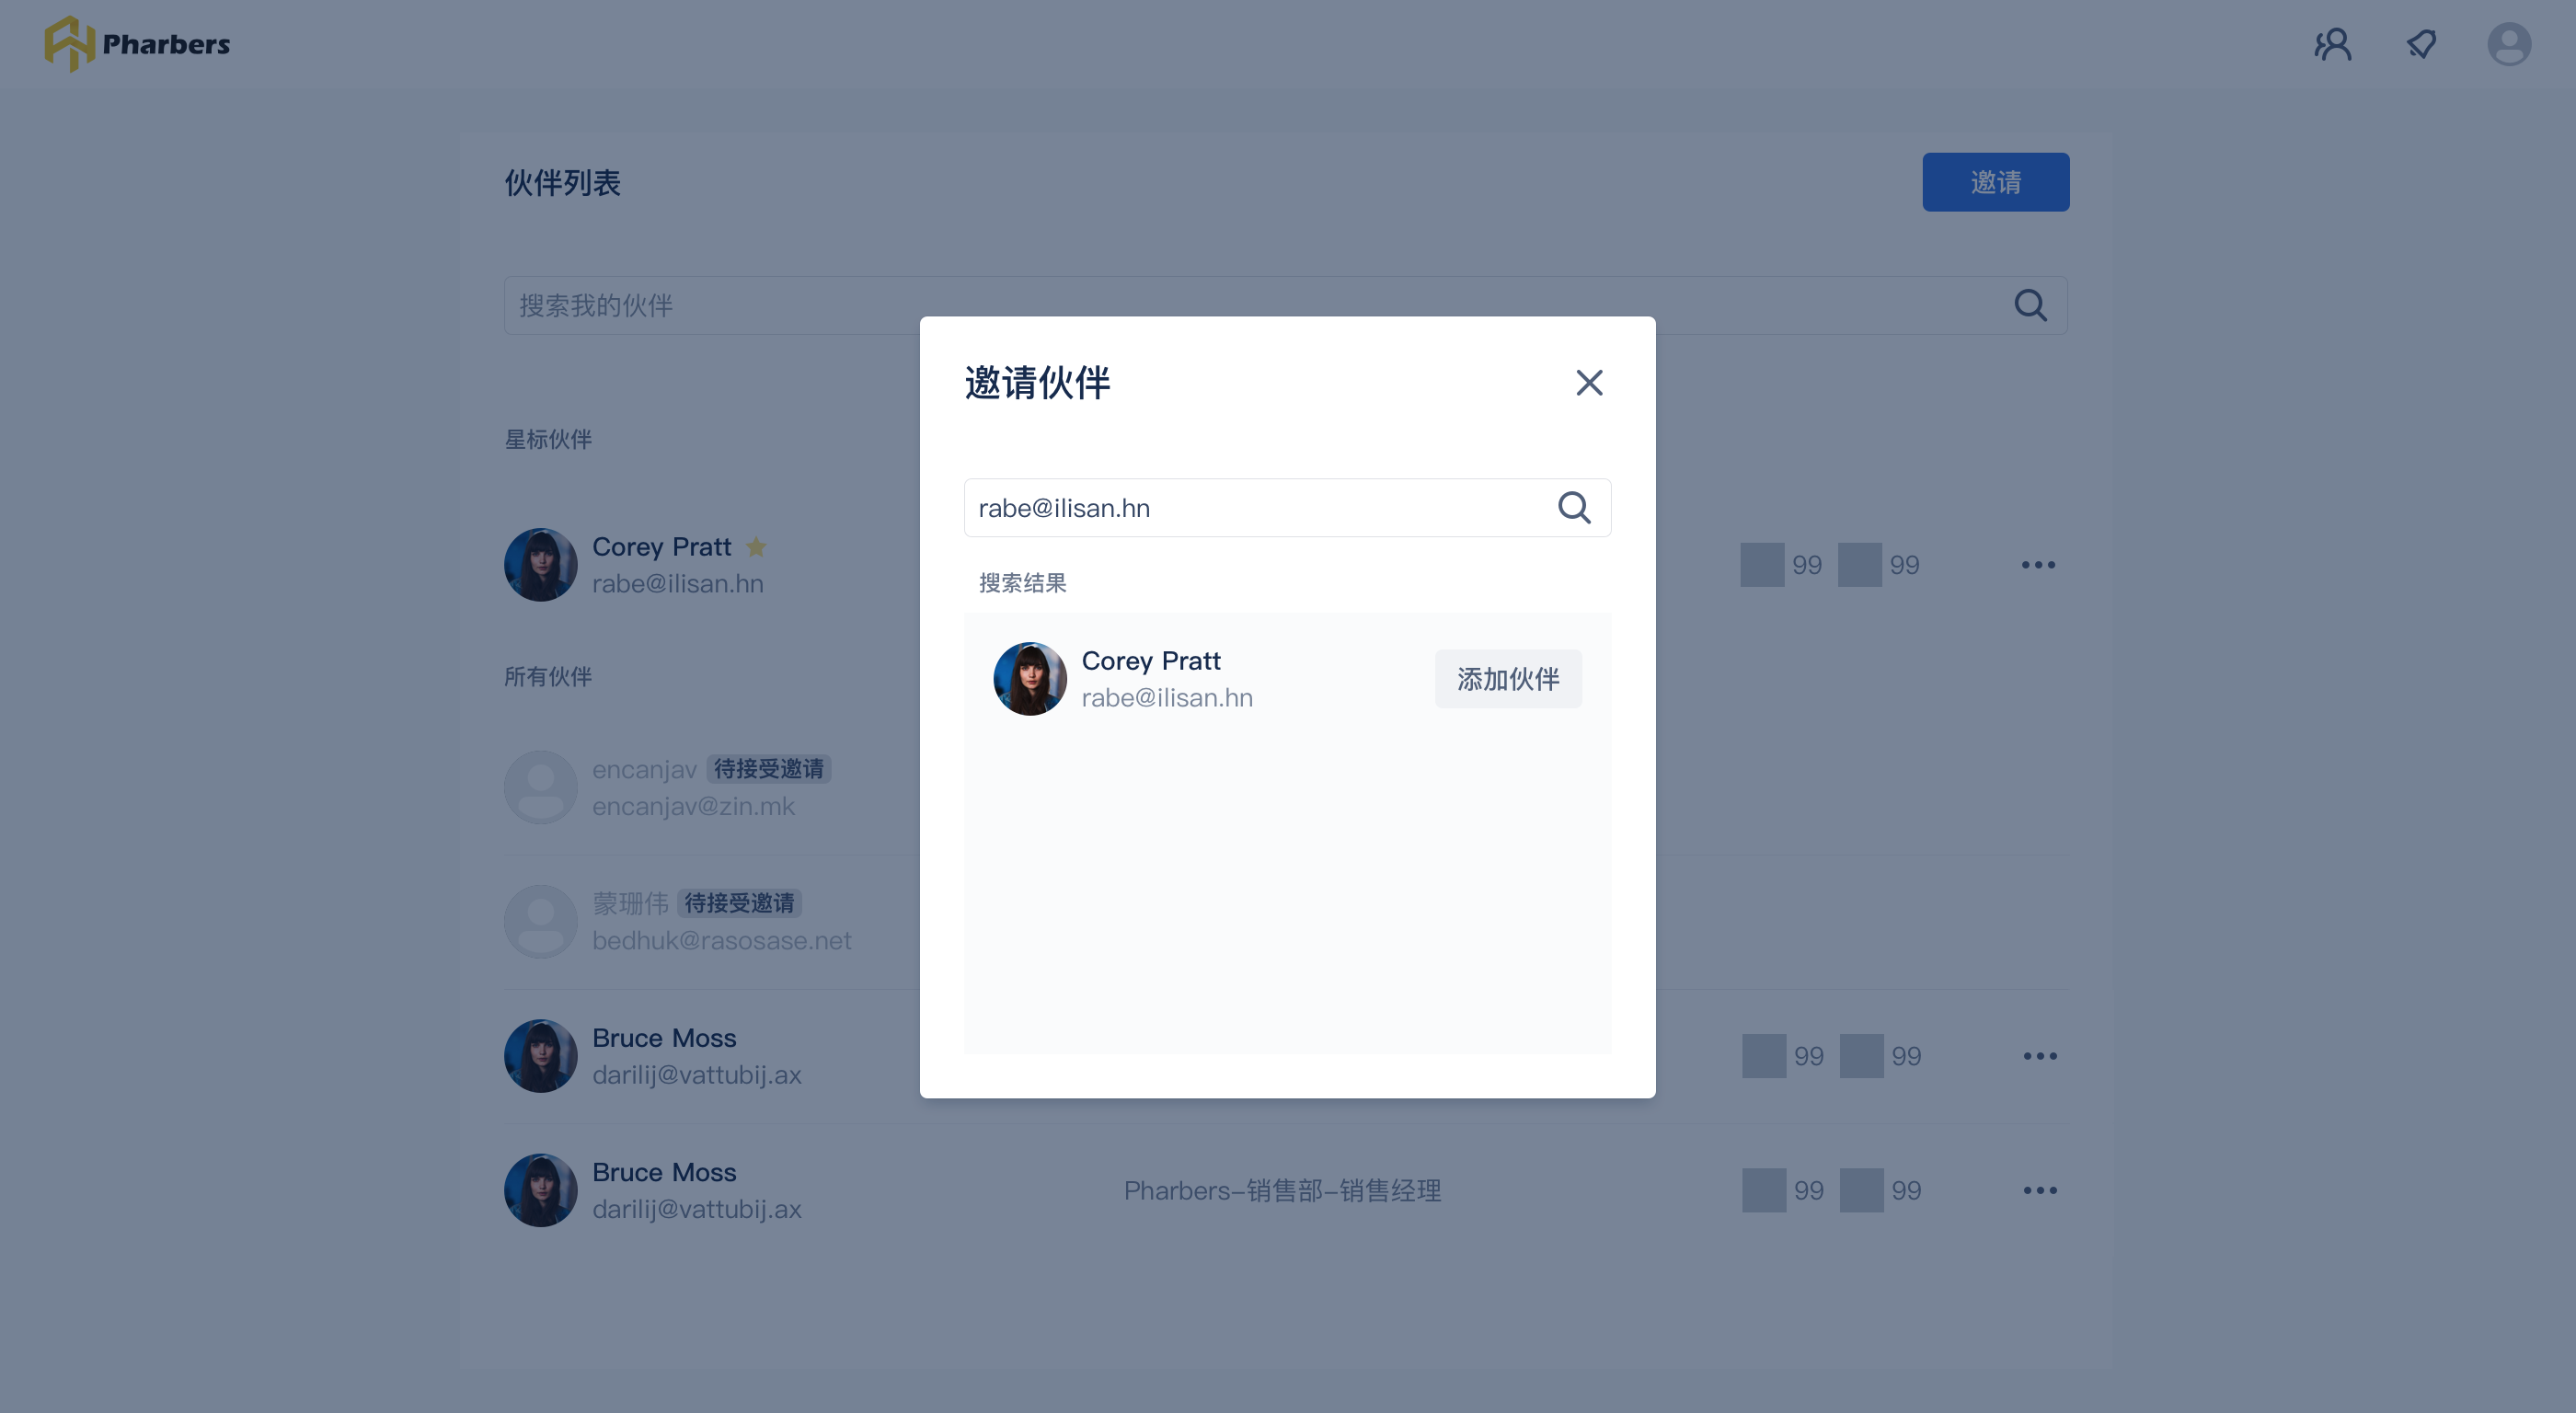 Pharbers
伙伴列表
邀请
搜索我的伙伴
星标伙伴
Corey Pratt
rabe@ilisan.hn
99 99
所有伙伴
encanjav 待接受邀请
encanjav@zin.mk
蒙珊伟 待接受邀请
bedhuk@rasosase.net
Bruce Moss
darilij@vattubij.ax
99 99
Bruce Moss
darilij@vattubij.ax
Pharbers–销售部–销售经理
99 99
邀请伙伴
rabe@ilisan.hn
搜索结果
Corey Pratt
rabe@ilisan.hn
添加伙伴